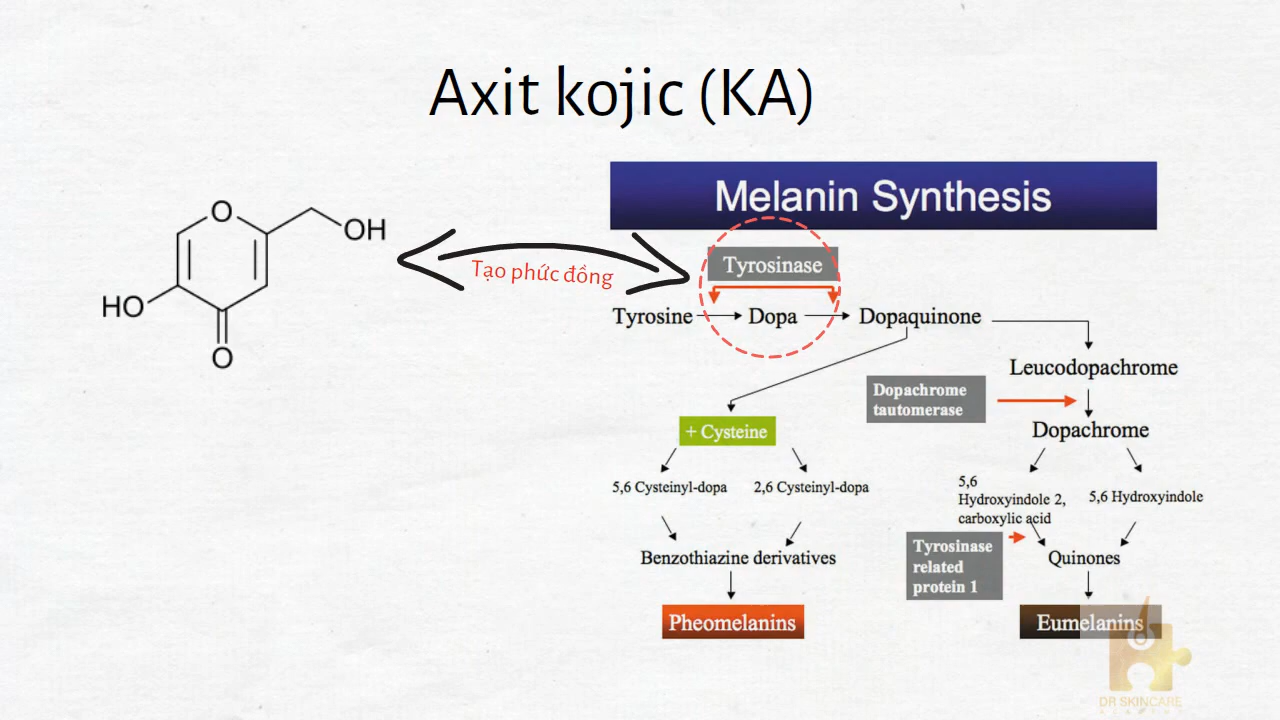 Axit kojic (KA)
O
OH
HO
O
Tạo phức đồng
Melanin Synthesis
Tyrosinase
Tyrosine
Dopa
Dopaquinone
Leucodopachrome
Dopachrome
tautomerase
Dopachrome
+ Cysteine
5,6 Cysteinyl-dopa
2,6 Cysteinyl-dopa
5,6
Hydroxyindole 2,
carboxylic acid
5,6 Hydroxyindole
Tyrosinase
related
protein 1
Benzothiazine derivatives
Quinones
Pheomelanins
Eumelanins
DR SKINCARE